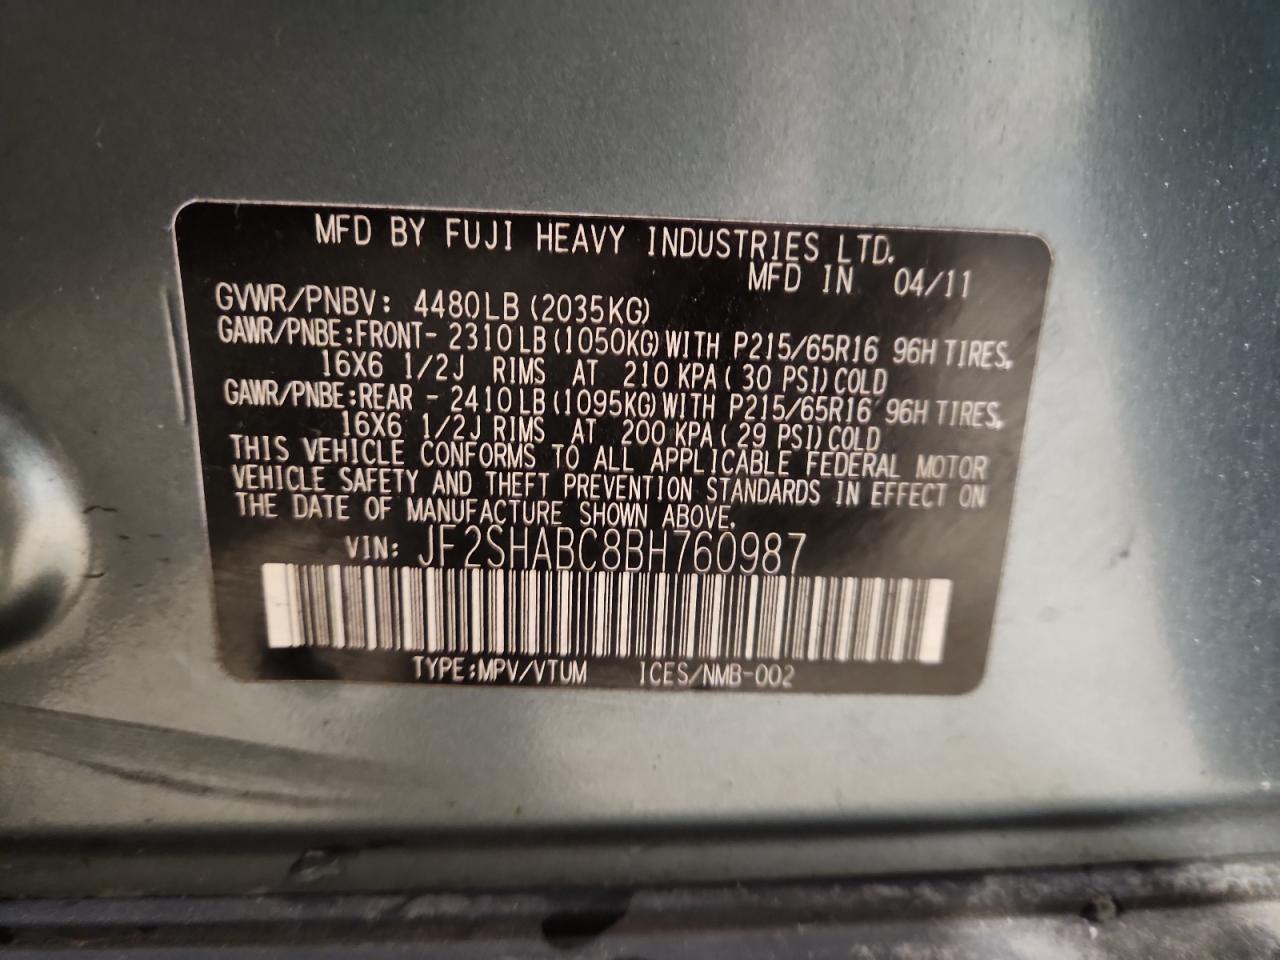 MFD BY FUJI HEAVY INDUSTRIES LTD.
MFD IN 04/11
GVWR/PNBV: 4480LB (2035KG)
GAWR/PNBE:FRONT- 2310LB(1050KG)WITH P215/65R16 96H TIRES,
16X6 1/2J RIMS AT 210 KPA( 30 PSI)COLD
GAWR/PNBE:REAR - 2410LB(1095KG)WITH P215/65R16 96H TIRES,
16X6 1/2J RIMS AT 200 KPA( 29 PSI)COLD
THIS VEHICLE CONFORMS TO ALL APPLICABLE FEDERAL MOTOR
VEHICLE SAFETY AND THEFT PREVENTION STANDARDS IN EFFECT ON
THE DATE OF MANUFACTURE SHOWN ABOVE.
VIN: JF2SHABC8BH760987
TYPE:MPV/VTUM ICES/NMB-002